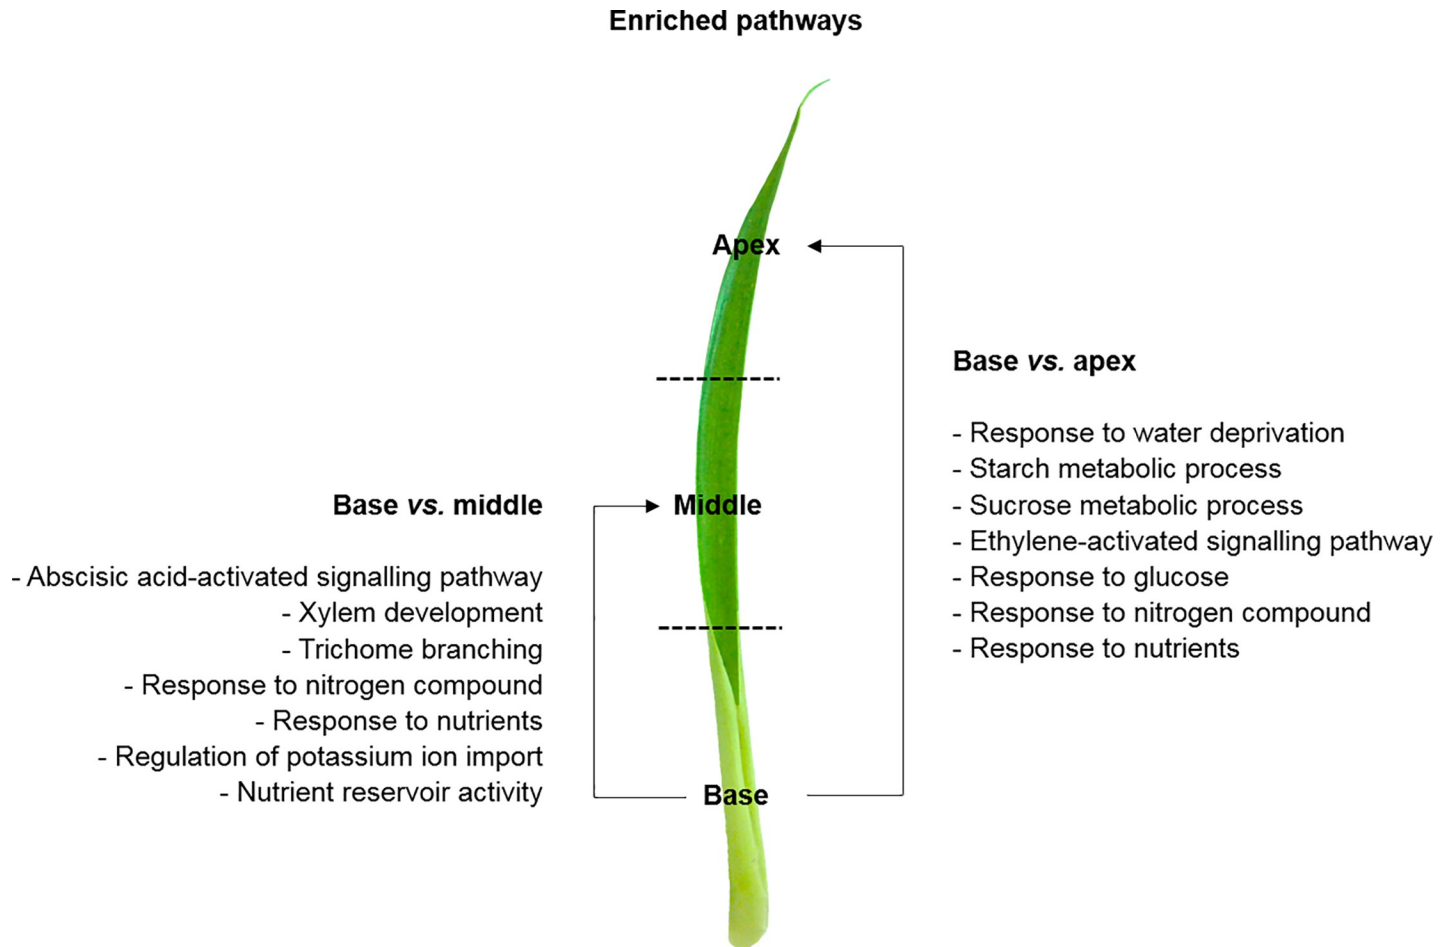 Enriched pathways
Apex
Base vs. apex
- Response to water deprivation
- Starch metabolic process
- Sucrose metabolic process
- Ethylene-activated signalling pathway
- Response to glucose
- Response to nitrogen compound
- Response to nutrients
Base vs. middle
- Abscisic acid-activated signalling pathway
- Xylem development
- Trichome branching
- Response to nitrogen compound
- Response to nutrients
- Regulation of potassium ion import
- Nutrient reservoir activity
Middle
Base